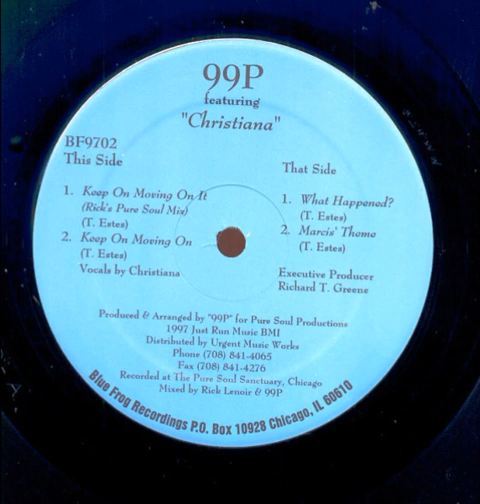 99P
featuring
"Christiana"
BF9702
This Side
1. Keep On Moving On It
(Rick's Pure Soul Mix)
(T. Estes)
2. Keep On Moving On
(T. Estes)
Vocals by Christiana
That Side
1. What Happened?
(T. Estes)
2. Marcis' Theme
(T. Estes)
Executive Producer
Richard T. Greene
Produced & Arranged by "99P" for Pure Soul Productions
1997 Just Run Music BMI
Distributed by Urgent Music Works
Phone (708) 841-4065
Fax (708) 841-4276
Recorded at The Pure Soul Sanctuary, Chicago
Mixed by Rick Lenoir & 99P
Blue Frog Recordings P.O. Box 10928 Chicago, IL 60610